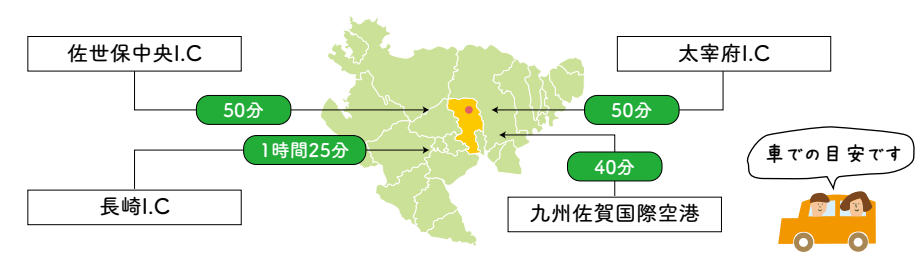 佐世保中央I.C
50分
太宰府I.C
50分
1時間25分
長崎I.C
40分
九州佐賀国際空港
車での目安です